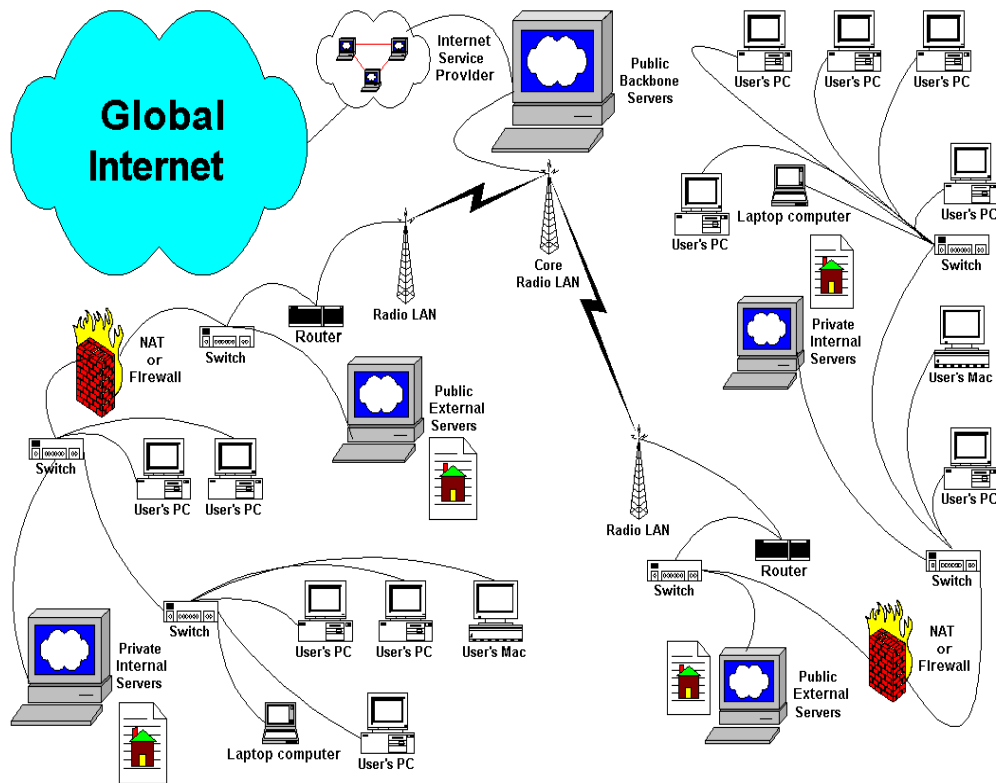 Global
Internet
Internet
Service
Provider
Public
Backbone
Servers
User's PC
User's PC
User's PC
User's PC
Laptop computer
User's PC
Switch
Core
Radio LAN
Radio LAN
Router
Switch
NAT
or
Firewall
Public
External
Servers
Private
Internal
Servers
User's Mac
User's PC
Switch
Switch
User's PC
User's PC
Radio LAN
Router
Switch
NAT
or
Firewall
Public
External
Servers
Switch
User's PC
User's PC
User's Mac
Private
Internal
Servers
Laptop computer
User's PC